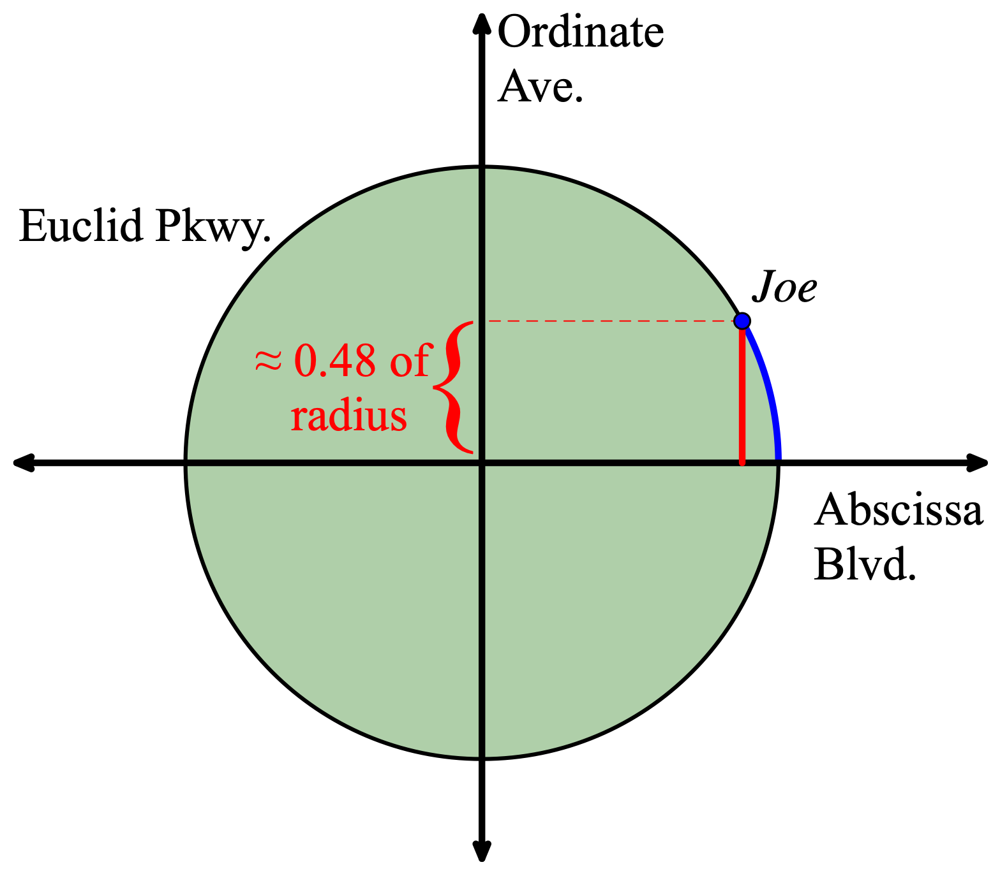 Ordinate
Ave.
Euclid Pkwy.
Joe
≈ 0.48 of
radius
Abscissa
Blvd.